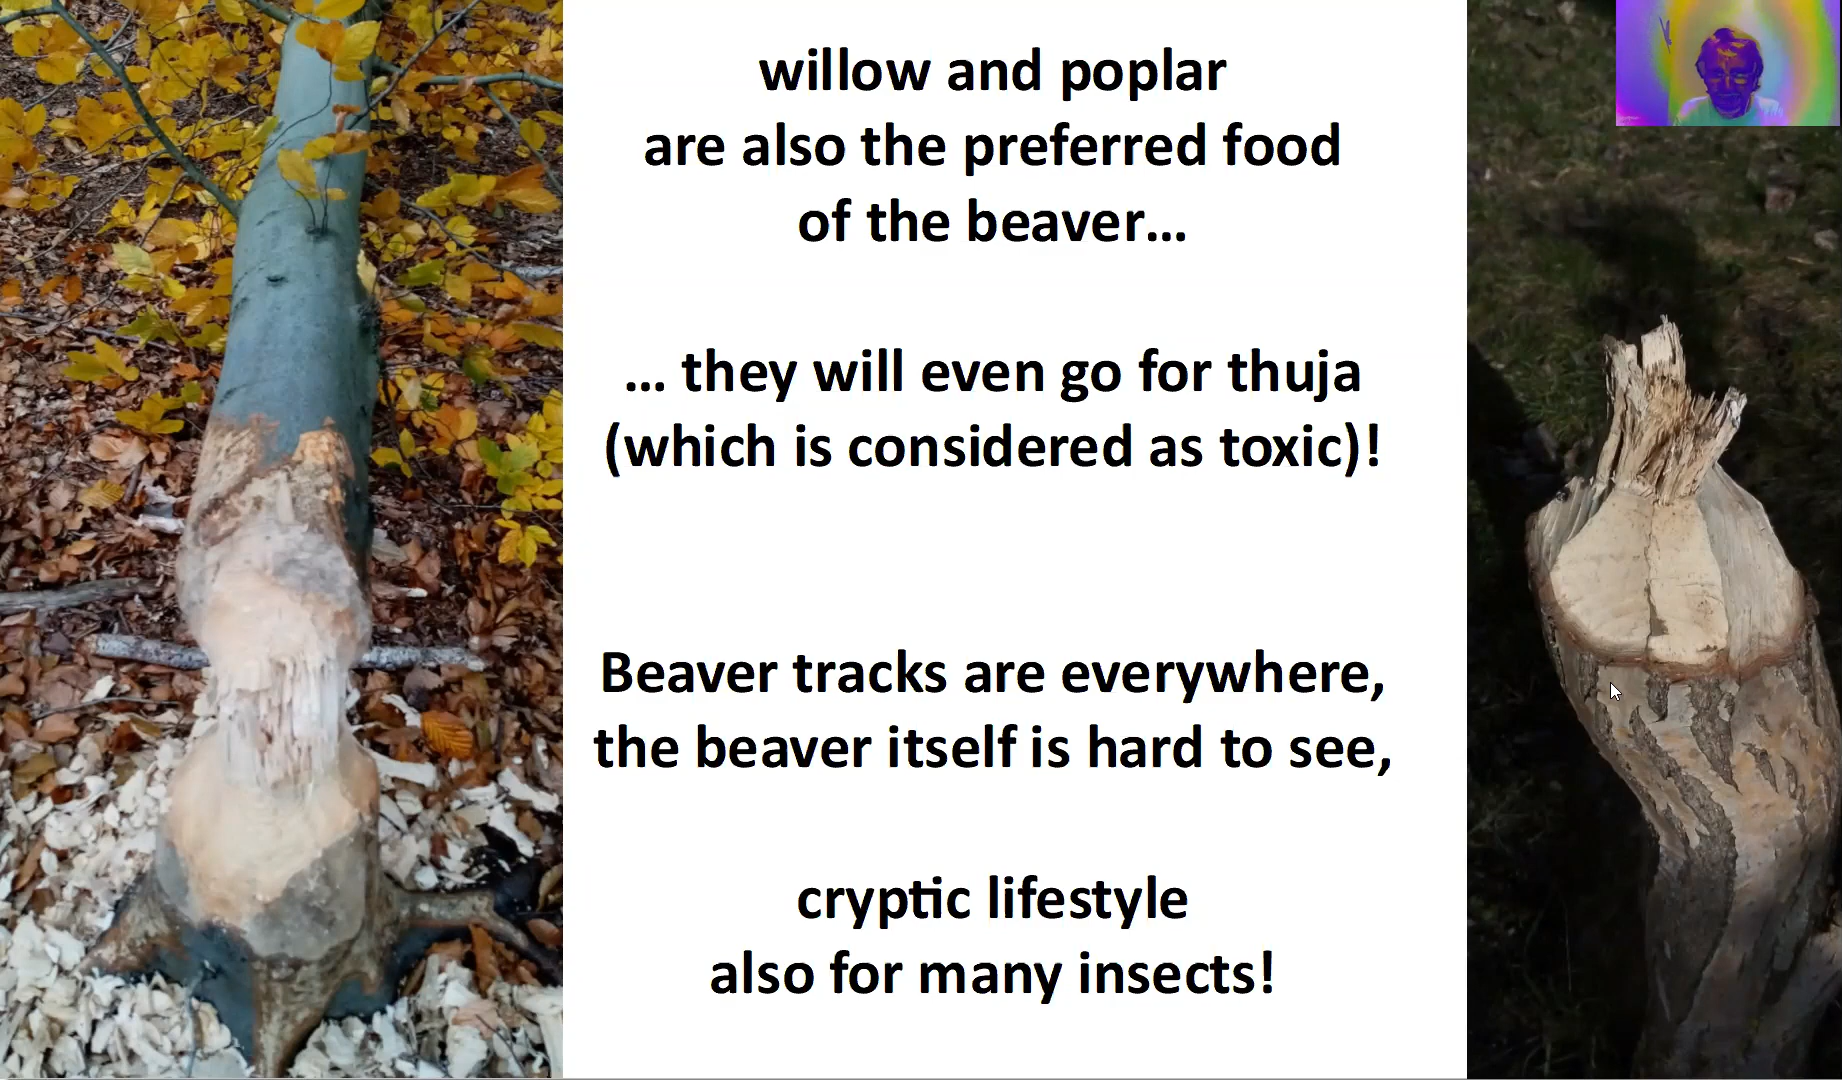 willow and poplar
are also the preferred food
of the beaver…
… they will even go for thuja
(which is considered as toxic)!
Beaver tracks are everywhere,
the beaver itself is hard to see,
cryptic lifestyle
also for many insects!